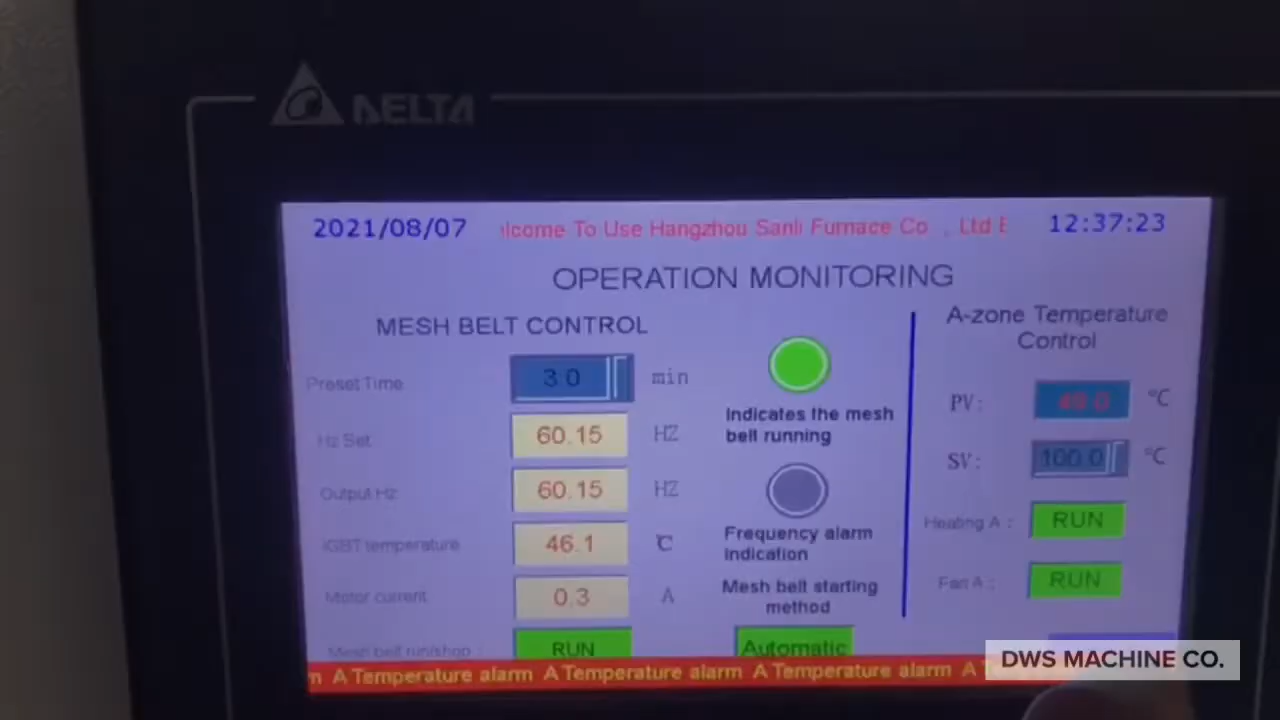 DELTA
2021/08/07
lcome To Use Hangzhou Sanli Furnace Co., Ltd
12:37:23
OPERATION MONITORING
MESH BELT CONTROL
Preset Time 3.0 min
Hz Set 60.15 HZ
Output Hz 60.15 HZ
IGBT temperature 46.1 ℃
Motor current 0.3 A
Mesh belt run/shop : RUN
Indicates the mesh
belt running
Frequency alarm
indication
Mesh belt starting
method
Automatic
A-zone Temperature
Control
PV: 49.0 ℃
SV: 100.0 ℃
Heating A : RUN
Fan A : RUN
m A Temperature alarm A Temperature alarm A Temperature alarm A T
DWS MACHINE CO.